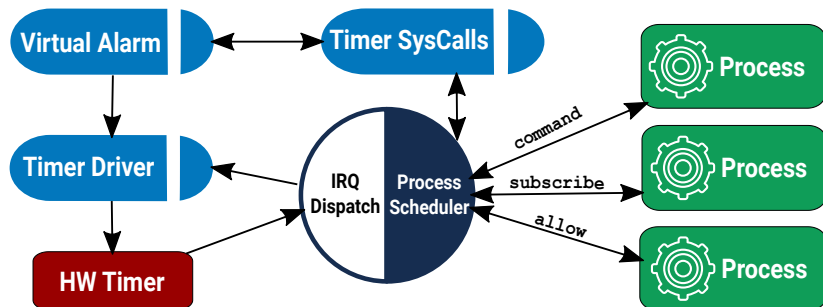 Virtual Alarm
Timer SysCalls
Process
command
Timer Driver
IRQ
Dispatch
Process
Scheduler
subscribe
Process
allow
HW Timer
Process